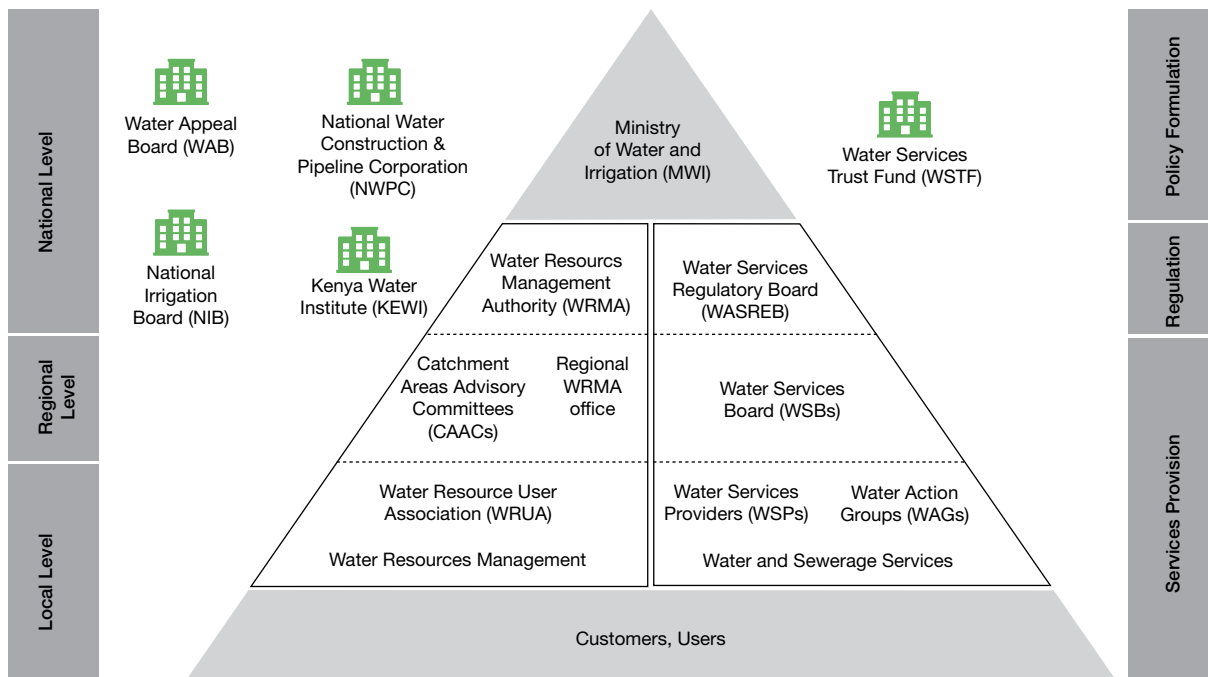 National Level
Regional
Level
Local Level
Water Appeal
Board (WAB)
National Water
Construction &
Pipeline Corporation
(NWPC)
National
Irrigation
Board (NIB)
Kenya Water
Institute (KEWI)
Ministry
of Water and
Irrigation (MWI)
Water Services
Trust Fund (WSTF)
Water Resourcs
Management
Authority (WRMA)
Water Services
Regulatory Board
(WASREB)
Catchment
Areas Advisory
Committees
(CAACs)
Regional
WRMA
office
Water Services
Board (WSBs)
Water Resource User
Association (WRUA)
Water Resources Management
Water Services
Providers (WSPs)
Water Action
Groups (WAGs)
Water and Sewerage Services
Customers, Users
Policy Formulation
Regulation
Services Provision